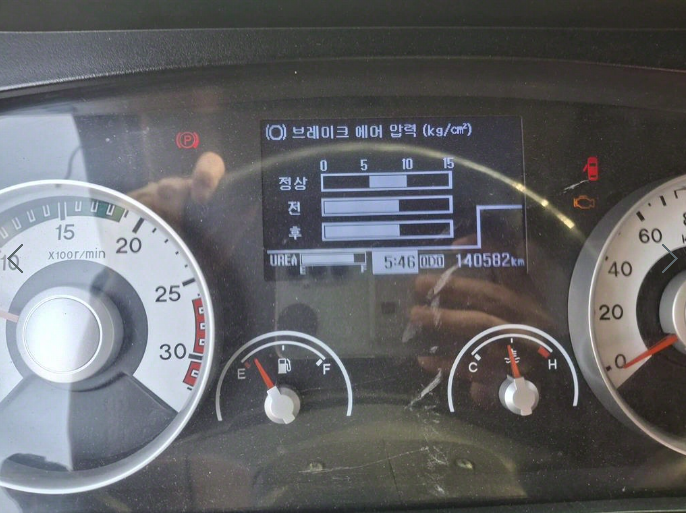 (O) 브레이크 에어 압력 (kg/cm²)
0 5 10 15
정상
전
후
UREA 5:46 ODO 140582km
P
10 15 20 25 30
X100r/min
E F
C H
0 20 40 60